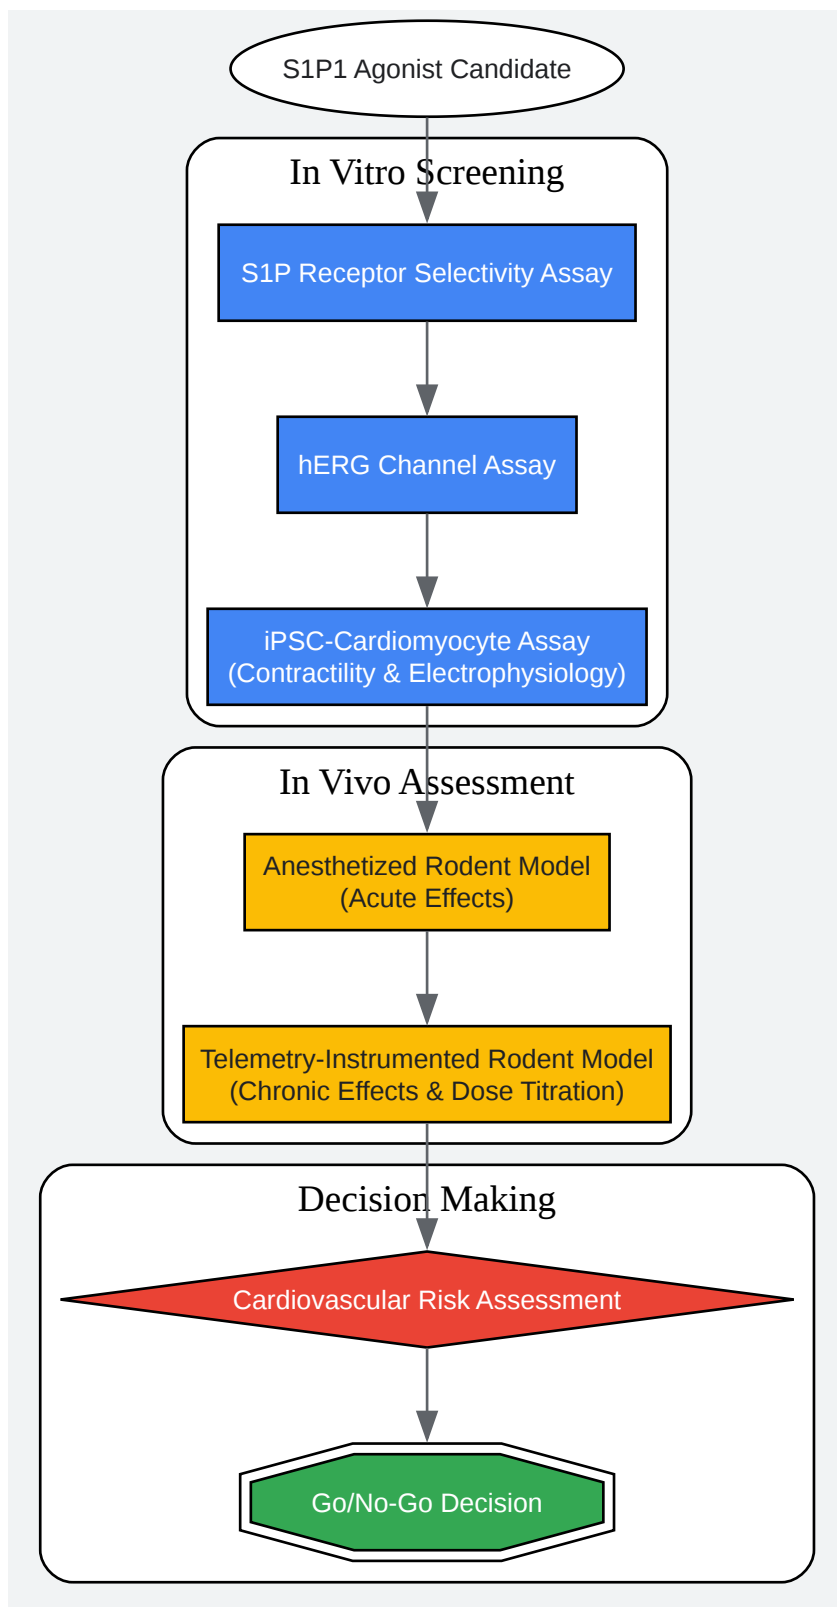 S1P1 Agonist Candidate
In Vitro Screening
S1P Receptor Selectivity Assay
hERG Channel Assay
iPSC-Cardiomyocyte Assay
(Contractility & Electrophysiology)
In Vivo Assessment
Anesthetized Rodent Model
(Acute Effects)
Telemetry-Instrumented Rodent Model
(Chronic Effects & Dose Titration)
Decision Making
Cardiovascular Risk Assessment
Go/No-Go Decision